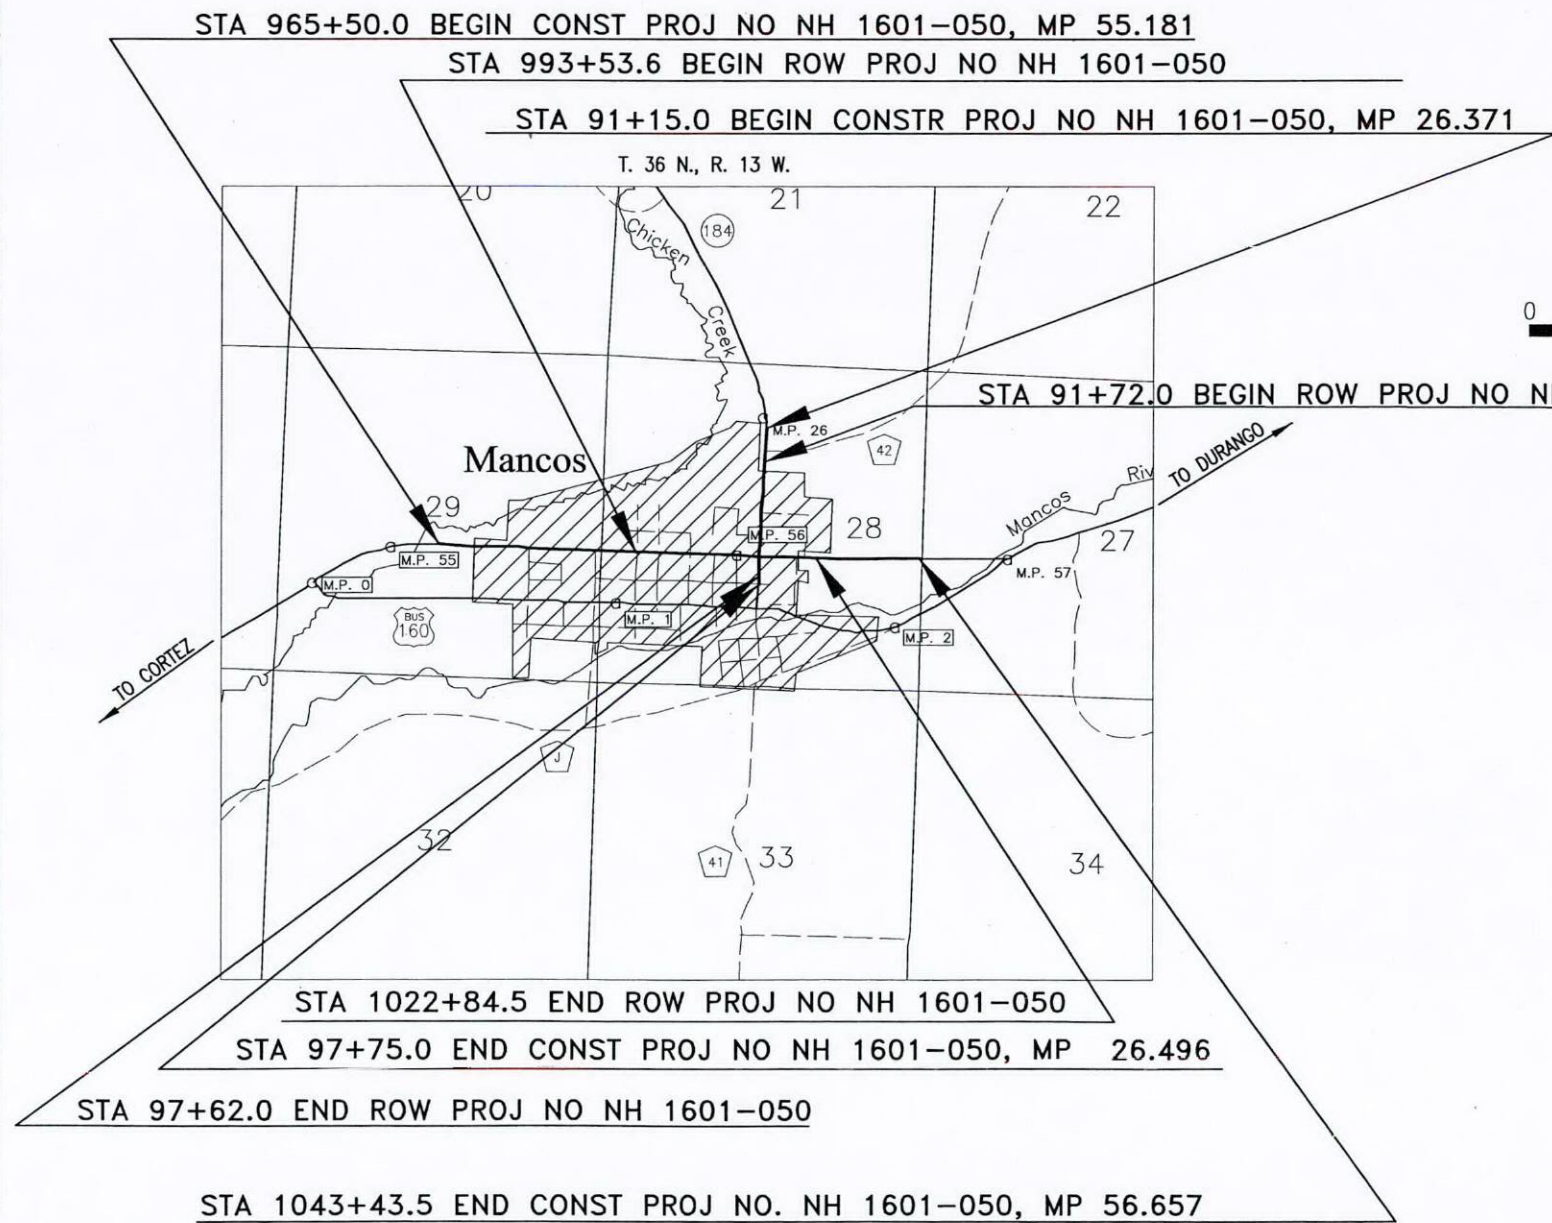 STA 965+50.0 BEGIN CONST PROJ NO NH 1601-050, MP 55.181
STA 993+53.6 BEGIN ROW PROJ NO NH 1601-050
STA 91+15.0 BEGIN CONSTR PROJ NO NH 1601-050, MP 26.371
T. 36 N., R. 13 W.
20
21
22
184
Chicken
Creek
0
STA 91+72.0 BEGIN ROW PROJ NO
M.P. 26
42
TO DURANGO
Mancos
Riv
Mancos
29
28
27
M.P. 56
M.P. 55
M.P. 57
M.P. 0
M.P. 1
M.P. 2
BUS
160
TO CORTEZ
J
32
41
33
34
STA 1022+84.5 END ROW PROJ NO NH 1601-050
STA 97+75.0 END CONST PROJ NO NH 1601-050, MP 26.496
STA 97+62.0 END ROW PROJ NO NH 1601-050
STA 1043+43.5 END CONST PROJ NO. NH 1601-050, MP 56.657